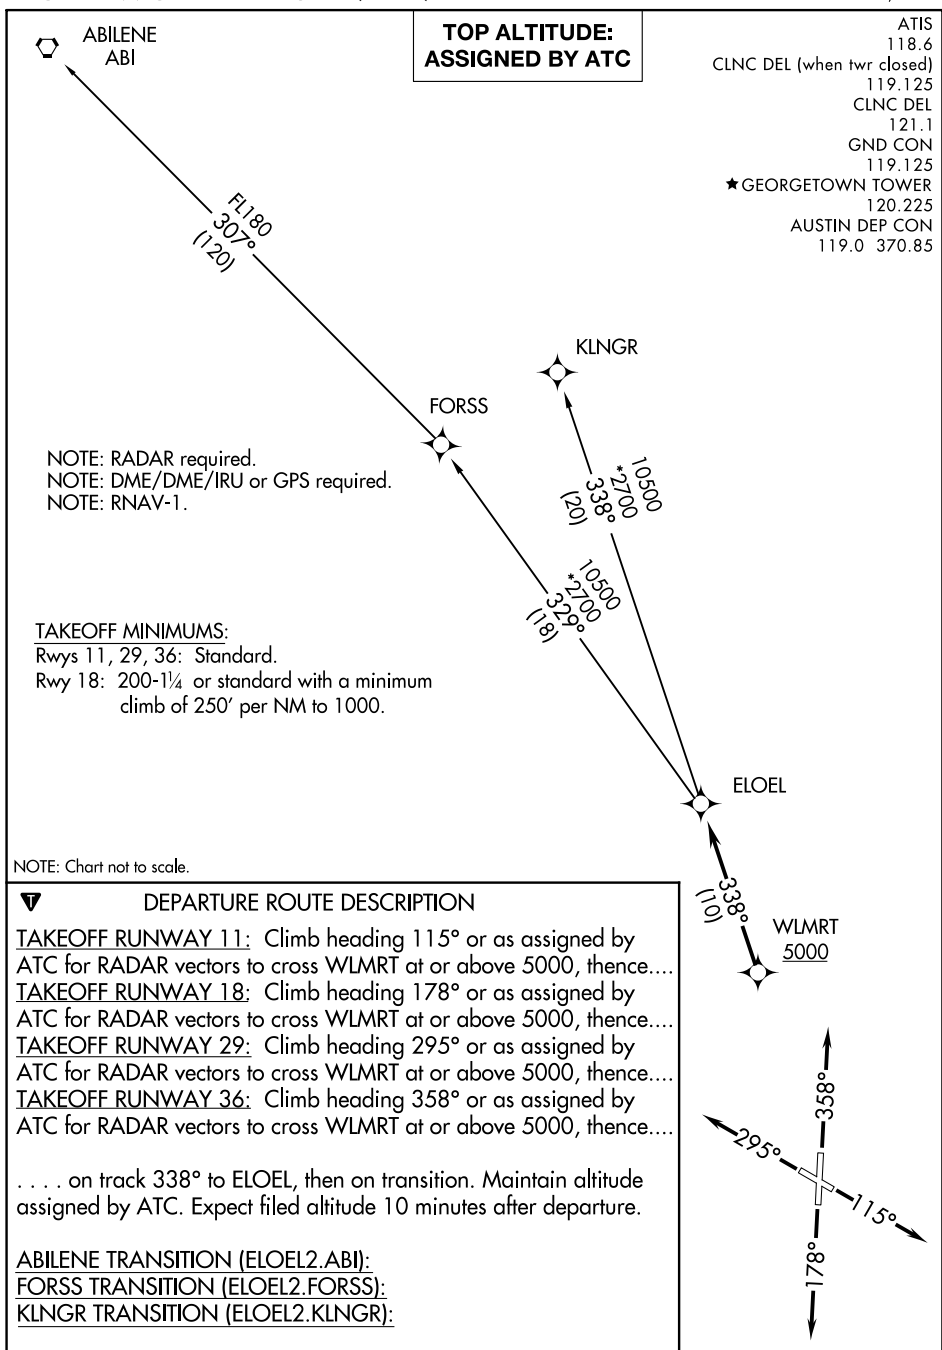 ABILENE
ABI
TOP ALTITUDE:
ASSIGNED BY ATC
ATIS
118.6
CLNC DEL (when twr closed)
119.125
CLNC DEL
121.1
GND CON
119.125
★GEORGETOWN TOWER
120.225
AUSTIN DEP CON
119.0 370.85
FL180
307°
(120)
KLNGR
FORSS
NOTE: RADAR required.
NOTE: DME/DME/IRU or GPS required.
NOTE: RNAV-1.
10500
*2700
338°
(20)
10500
*2700
329°
(18)
TAKEOFF MINIMUMS:
Rwys 11, 29, 36: Standard.
Rwy 18: 200-1¼ or standard with a minimum
climb of 250' per NM to 1000.
ELOEL
NOTE: Chart not to scale.
338°
(10)
WLMRT
5000
T
DEPARTURE ROUTE DESCRIPTION
TAKEOFF RUNWAY 11: Climb heading 115° or as assigned by
ATC for RADAR vectors to cross WLMRT at or above 5000, thence....
TAKEOFF RUNWAY 18: Climb heading 178° or as assigned by
ATC for RADAR vectors to cross WLMRT at or above 5000, thence....
TAKEOFF RUNWAY 29: Climb heading 295° or as assigned by
ATC for RADAR vectors to cross WLMRT at or above 5000, thence....
TAKEOFF RUNWAY 36: Climb heading 358° or as assigned by
ATC for RADAR vectors to cross WLMRT at or above 5000, thence....
. . . . on track 338° to ELOEL, then on transition. Maintain altitude
assigned by ATC. Expect filed altitude 10 minutes after departure.
ABILENE TRANSITION (ELOEL2.ABI):
FORSS TRANSITION (ELOEL2.FORSS):
KLNGR TRANSITION (ELOEL2.KLNGR):
358°
295°
115°
178°